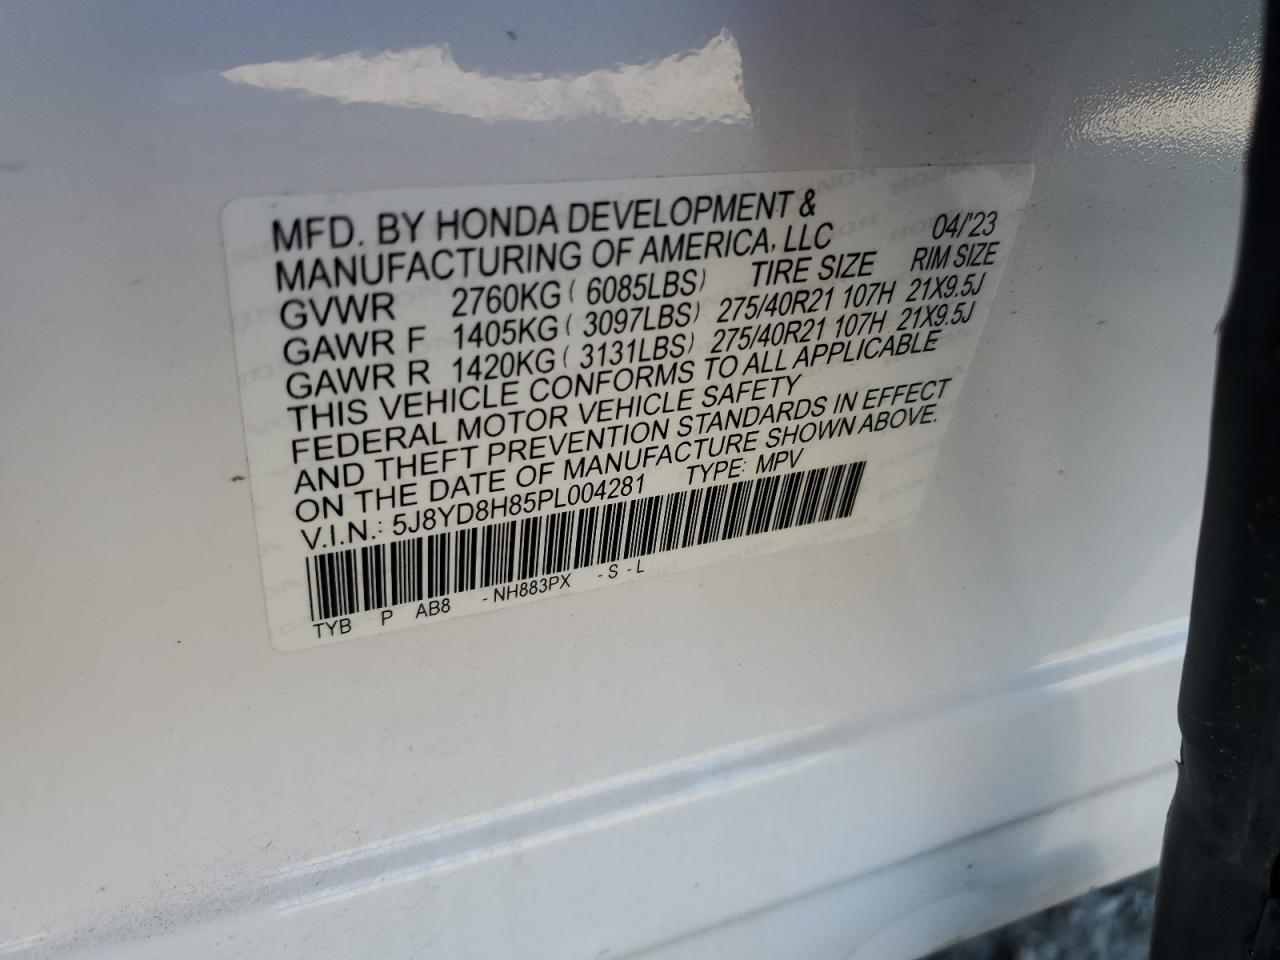 MFD. BY HONDA DEVELOPMENT &
MANUFACTURING OF AMERICA, LLC 04/'23
GVWR 2760KG ( 6085LBS) TIRE SIZE RIM SIZE
GAWR F 1405KG ( 3097LBS) 275/40R21 107H 21X9.5J
GAWR R 1420KG ( 3131LBS) 275/40R21 107H 21X9.5J
THIS VEHICLE CONFORMS TO ALL APPLICABLE
FEDERAL MOTOR VEHICLE SAFETY
AND THEFT PREVENTION STANDARDS IN EFFECT
ON THE DATE OF MANUFACTURE SHOWN ABOVE.
V.I.N.: 5J8YD8H85PL004281 TYPE: MPV
TYB P AB8 - NH883PX - S - L